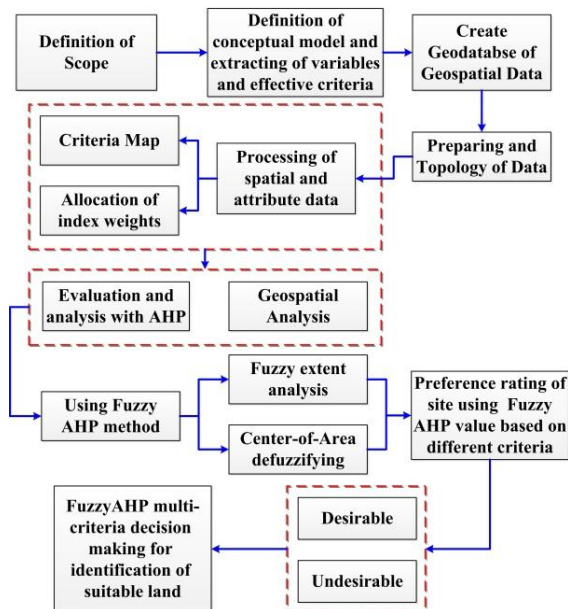 Definition of
Scope
Definition of
conceptual model and
extracting of variables
and effective criteria
Create
Geodatabse of
Geospatial Data
Criteria Map
Allocation of
index weights
Processing of
spatial and
attribute data
Preparing and
Topology of Data
Evaluation and
analysis with AHP
Geospatial
Analysis
Using Fuzzy
AHP method
Fuzzy extent
analysis
Center-of-Area
defuzzifying
Preference rating of
site using Fuzzy
AHP value based on
different criteria
FuzzyAHP multi-
criteria decision
making for
identification of
suitable land
Desirable
Undesirable